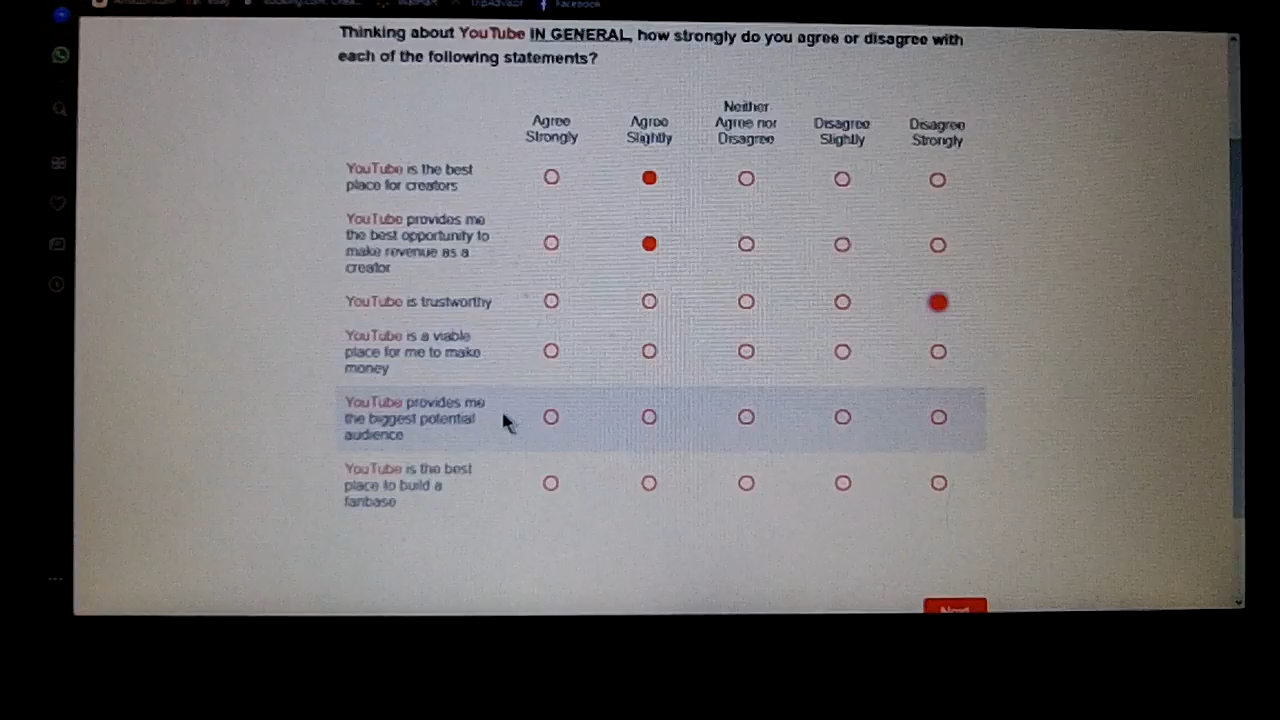 Facebook
Thinking about YouTube IN GENERAL, how strongly do you agree or disagree with
each of the following statements?
Agree Strongly
Agree Slightly
Neither Agree nor Disagree
Disagree Slightly
Disagree Strongly
YouTube is the best
place for creators
YouTube provides me
the best opportunity to
make revenue as a
creator
YouTube is trustworthy
YouTube is a viable
place for me to make
money
YouTube provides me
the biggest potential
audience
YouTube is the best
place to build a
fanbase
Next